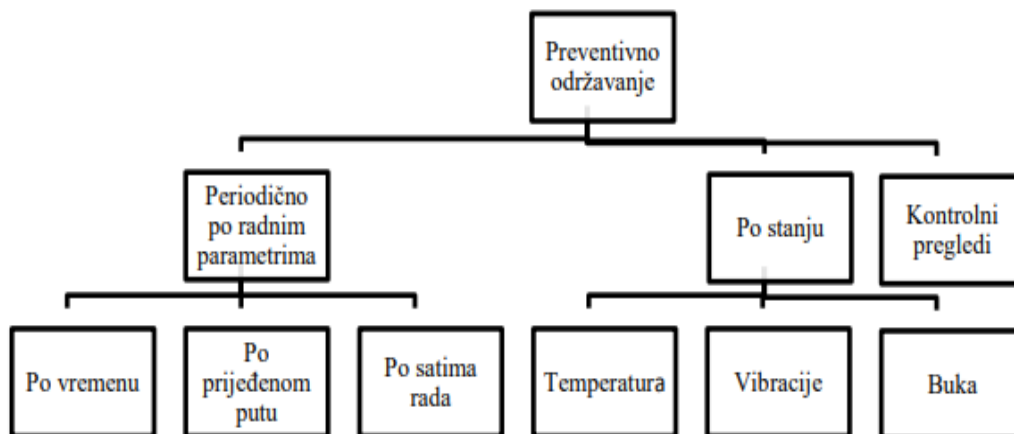 Preventivno
održavanje
Periodično
po radnim
parametrima
Po stanju
Kontrolni
pregledi
Po vremenu
Po
prijeđenom
putu
Po satima
rada
Temperatura
Vibracije
Buka